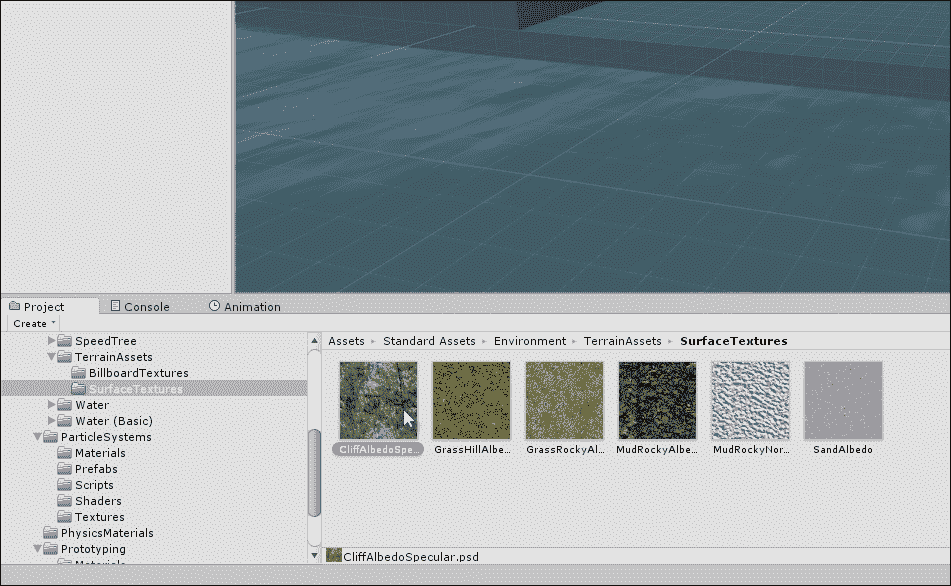 Project Console Animation
Create
Assets Standard Assets Environment TerrainAssets SurfaceTextures
SpeedTree
TerrainAssets
BillboardTextures
SurfaceTextures
Water
Water (Basic)
ParticleSystems
Materials
Prefabs
Scripts
Shaders
Textures
PhysicsMaterials
Prototyping
Materials
CliffAlbedoSpe... GrassHillAlbe... GrassRockyAl... MudRockyAlbe... MudRockyNor... SandAlbedo
CliffAlbedoSpecular.psd